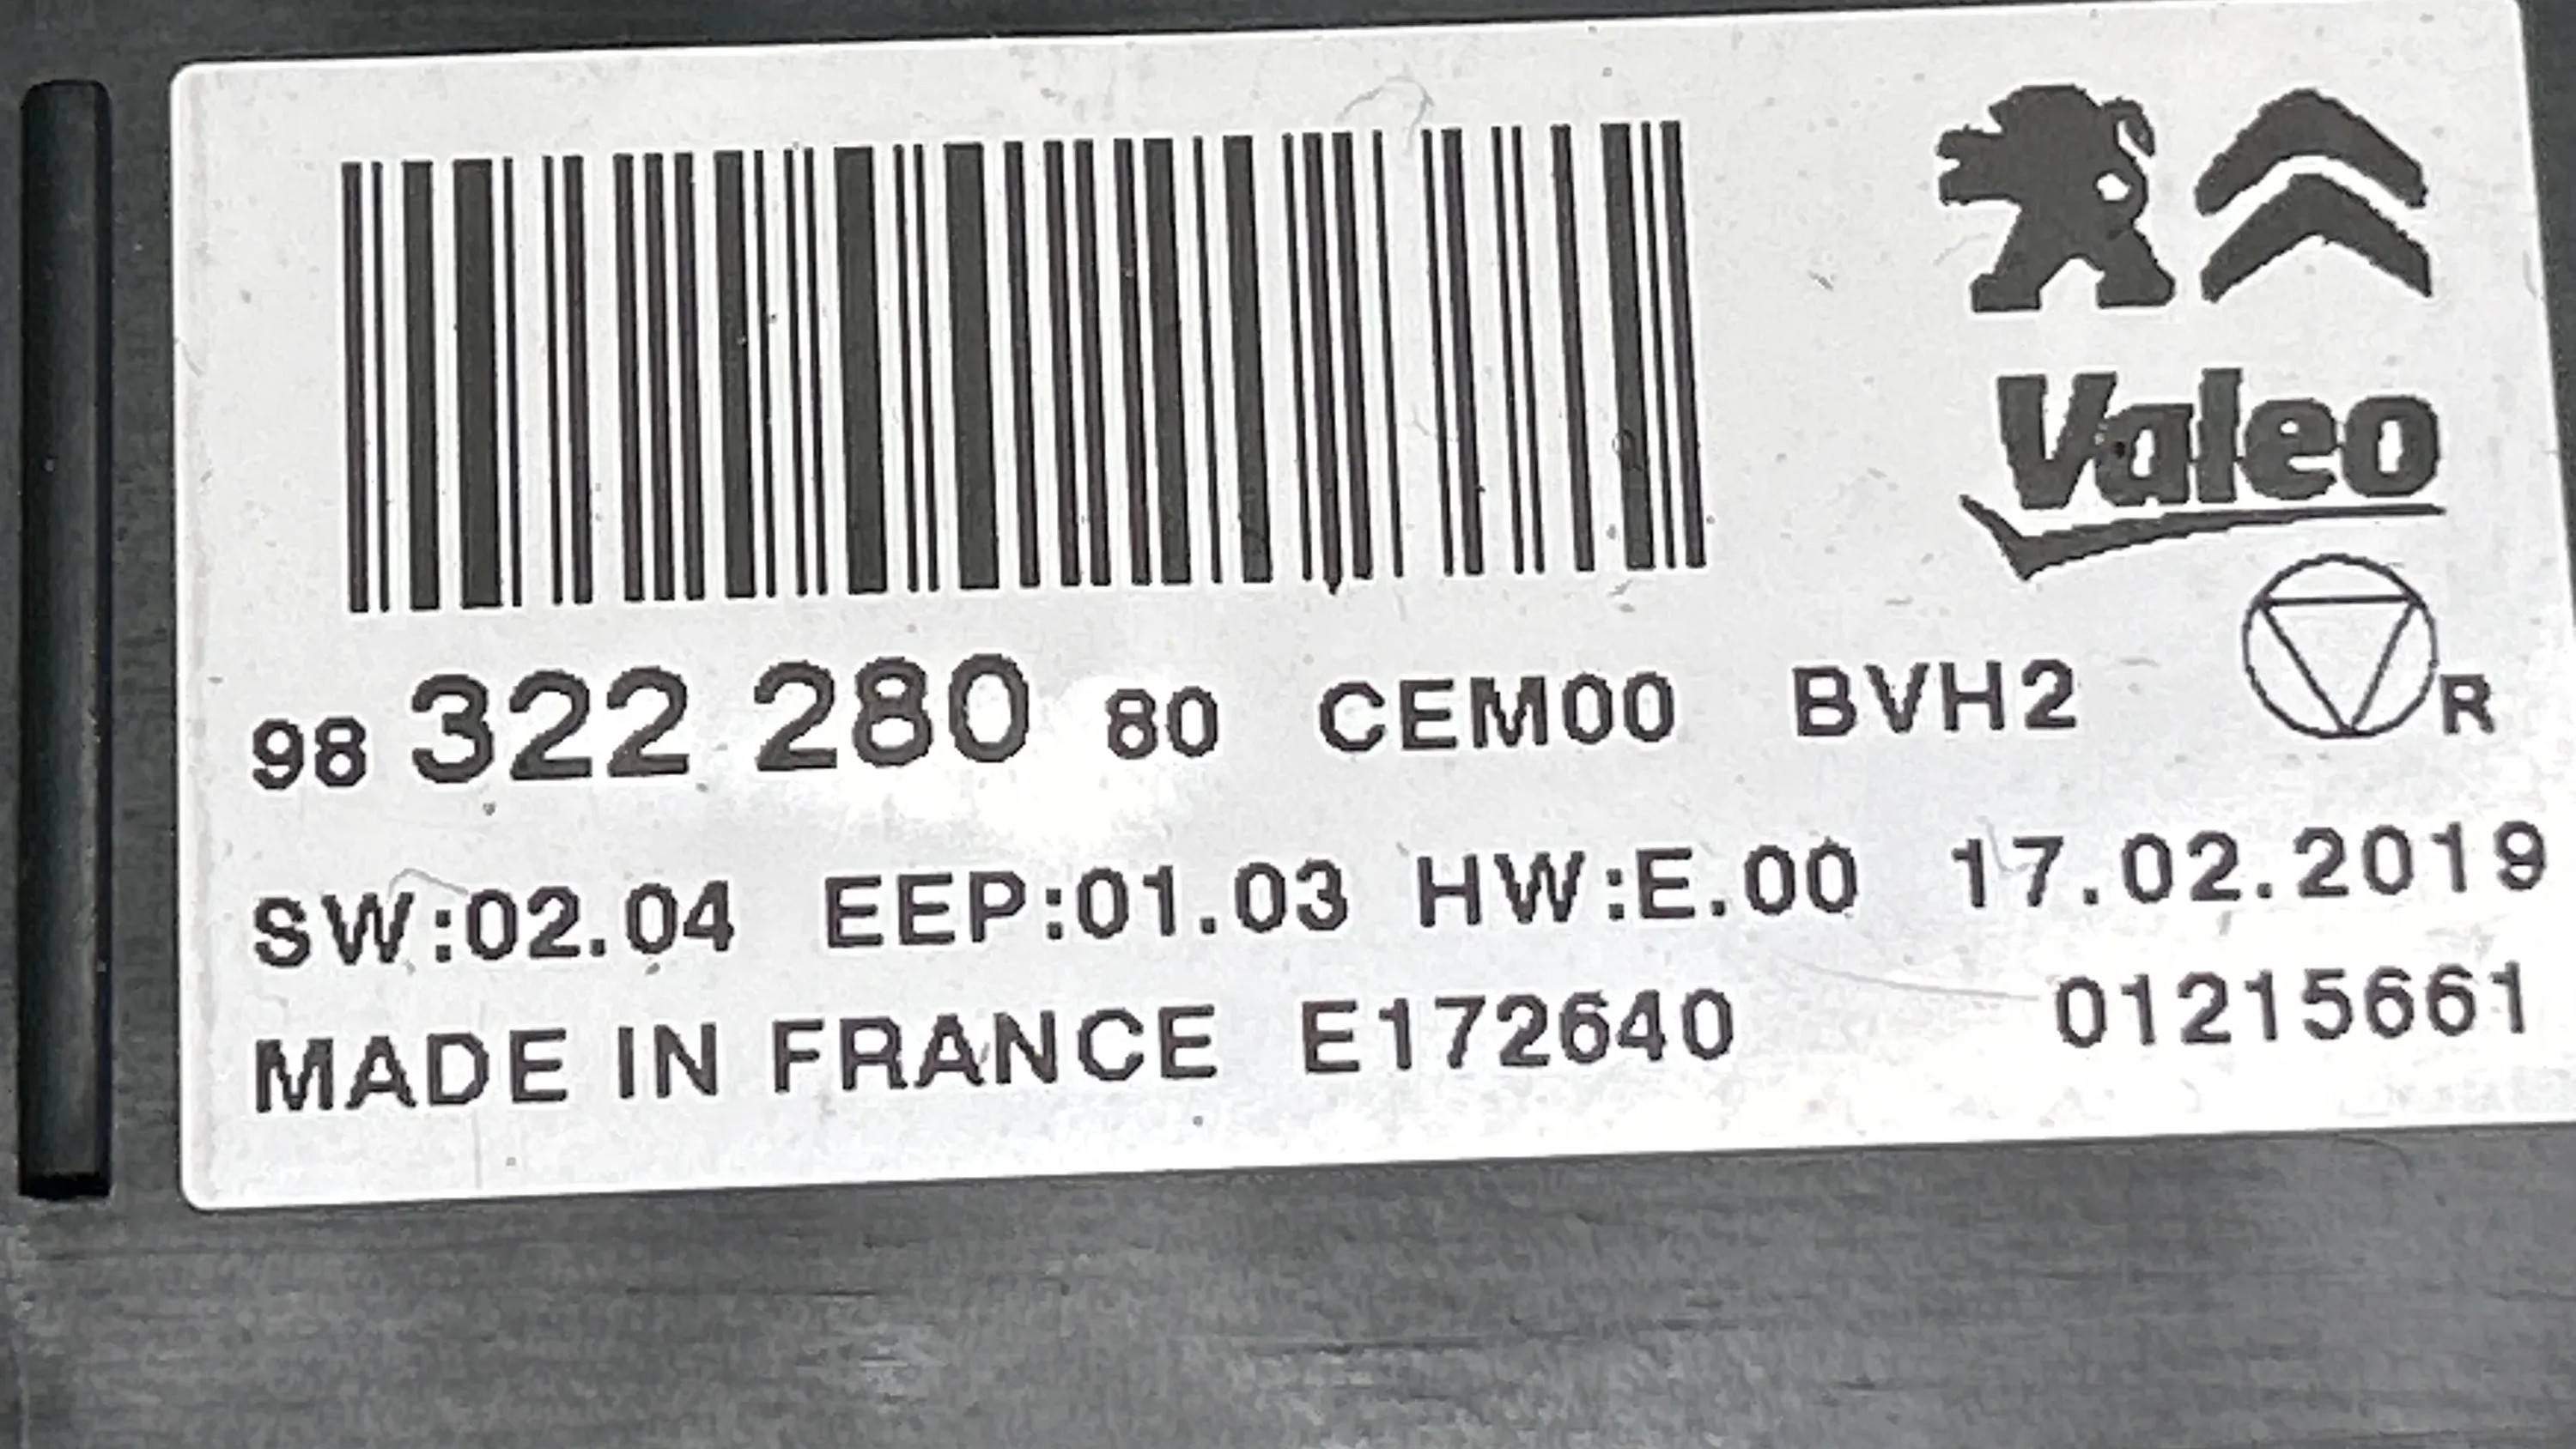 Valeo
98 322 280 80 CEM00 BVH2 R
SW:02.04 EEP:01.03 HW:E.00 17.02.2019
MADE IN FRANCE E172640 01215661